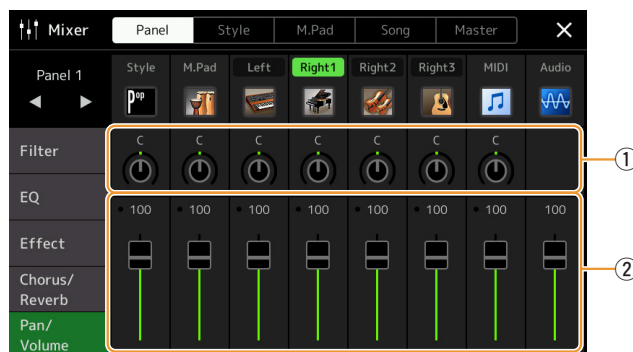 Mixer
Panel
Style
M.Pad
Song
Master
Panel 1
Style
M.Pad
Left
Right1
Right2
Right3
MIDI
Audio
Pop
Filter
C
C
C
C
C
C
C
①
EQ
100
100
100
100
100
100
100
100
Effect
②
Chorus/
Reverb
Pan/
Volume